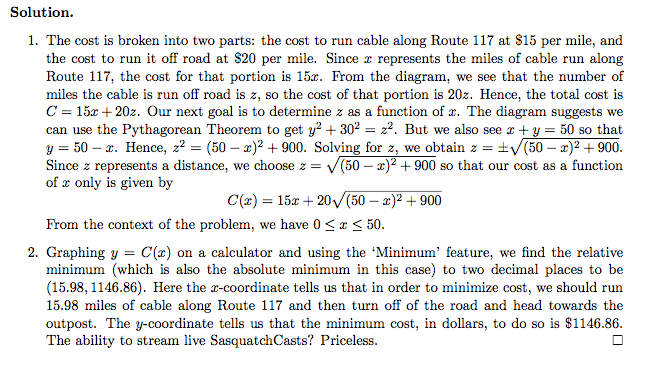 Solution.
1. The cost is broken into two parts: the cost to run cable along Route 117 at $15 per mile, and
the cost to run it off road at $20 per mile. Since x represents the miles of cable run along
Route 117, the cost for that portion is 15x. From the diagram, we see that the number of
miles the cable is run off road is z, so the cost of that portion is 20z. Hence, the total cost is
C = 15x + 20z. Our next goal is to determine z as a function of x. The diagram suggests we
can use the Pythagorean Theorem to get y² + 30² = z². But we also see x + y = 50 so that
y = 50 − x. Hence, z² = (50 − x)² + 900. Solving for z, we obtain z = ±√(50 − x)² + 900.
Since z represents a distance, we choose z = √(50 − x)² + 900 so that our cost as a function
of x only is given by
C(x) = 15x + 20√(50 − x)² + 900
From the context of the problem, we have 0 ≤ x ≤ 50.
2. Graphing y = C(x) on a calculator and using the ‘Minimum’ feature, we find the relative
minimum (which is also the absolute minimum in this case) to two decimal places to be
(15.98, 1146.86). Here the x-coordinate tells us that in order to minimize cost, we should run
15.98 miles of cable along Route 117 and then turn off of the road and head towards the
outpost. The y-coordinate tells us that the minimum cost, in dollars, to do so is $1146.86.
The ability to stream live SasquatchCasts? Priceless. □